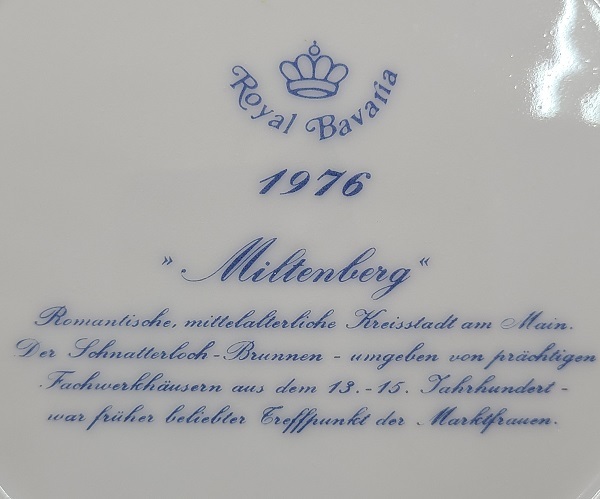 Royal Bavaria
1976
»Miltenberg“
Romantische, mittelalterliche Kreisstadt am Main.
Der Schnatterloch-Brunnen - umgeben von prächtigen
Fachwerkhäusern aus dem 13.-15. Jahrhundert -
war früher beliebter Treffpunkt der Marktfrauen.